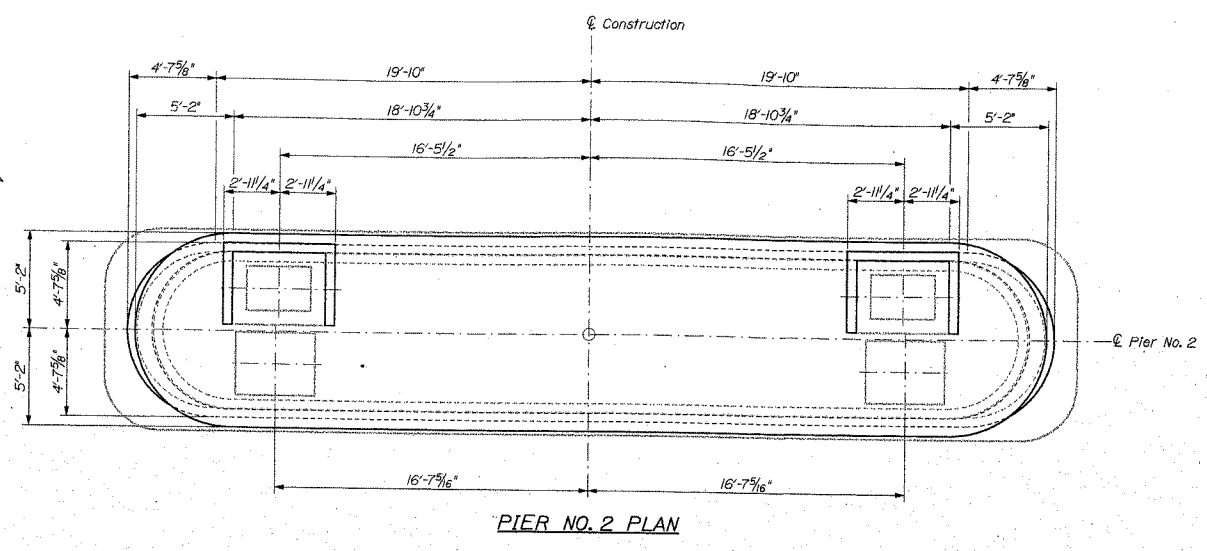 ℄ Construction
4'-7⅝" 19'-10" 19'-10" 4'-7⅝"
5'-2" 18'-10¾" 18'-10¾" 5'-2"
16'-5½" 16'-5½"
2'-11¼" 2'-11¼" 2'-11¼" 2'-11¼"
5'-2" 4'-7⅝"
5'-2" 4'-7⅝"
℄ Pier No. 2
16'-7⁵⁄₁₆" 16'-7⁵⁄₁₆"
PIER NO. 2 PLAN